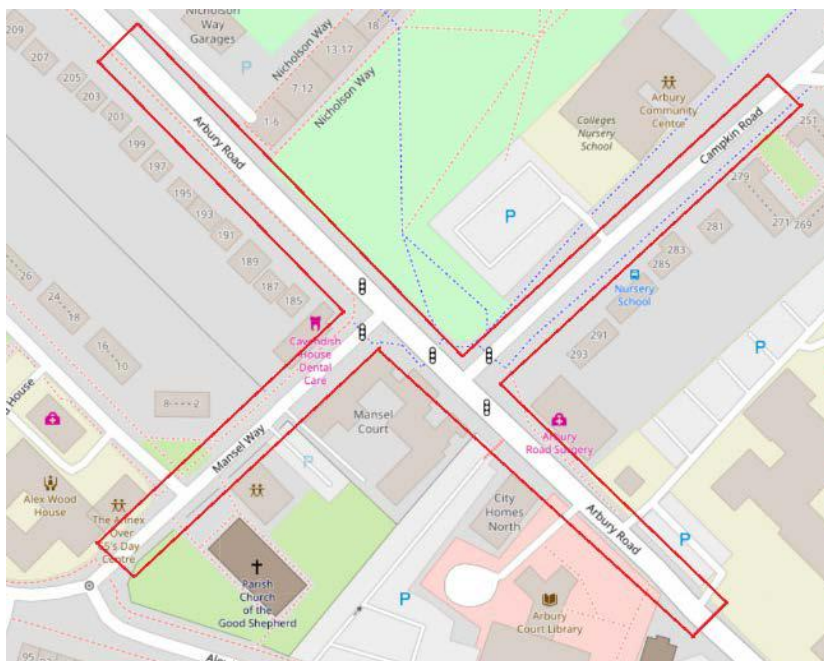 Nicholson
Way
Garages
18
209
207
205
203
201
199
197
195
193
191
189
187
185
P
Nicholson Way
13-17
7-12
1-6
Nicholson Way
Arbury Road
Colleges
Nursery
School
Arbury
Community
Centre
Campkin Road
251
279
271
269
281
283
285
P
Nursery
School
291
293
P
26
24
18
16
10
8
2
Cavendish
House
Dental
Care
House
Mansel Way
Mansel
Court
P
Arbury
Road Surgery
Alex Wood
House
The Annex
Over
65's Day
Centre
City
Homes
North
Arbury Road
P
Parish
Church
of the
Good Shepherd
P
Arbury
Court Library
95